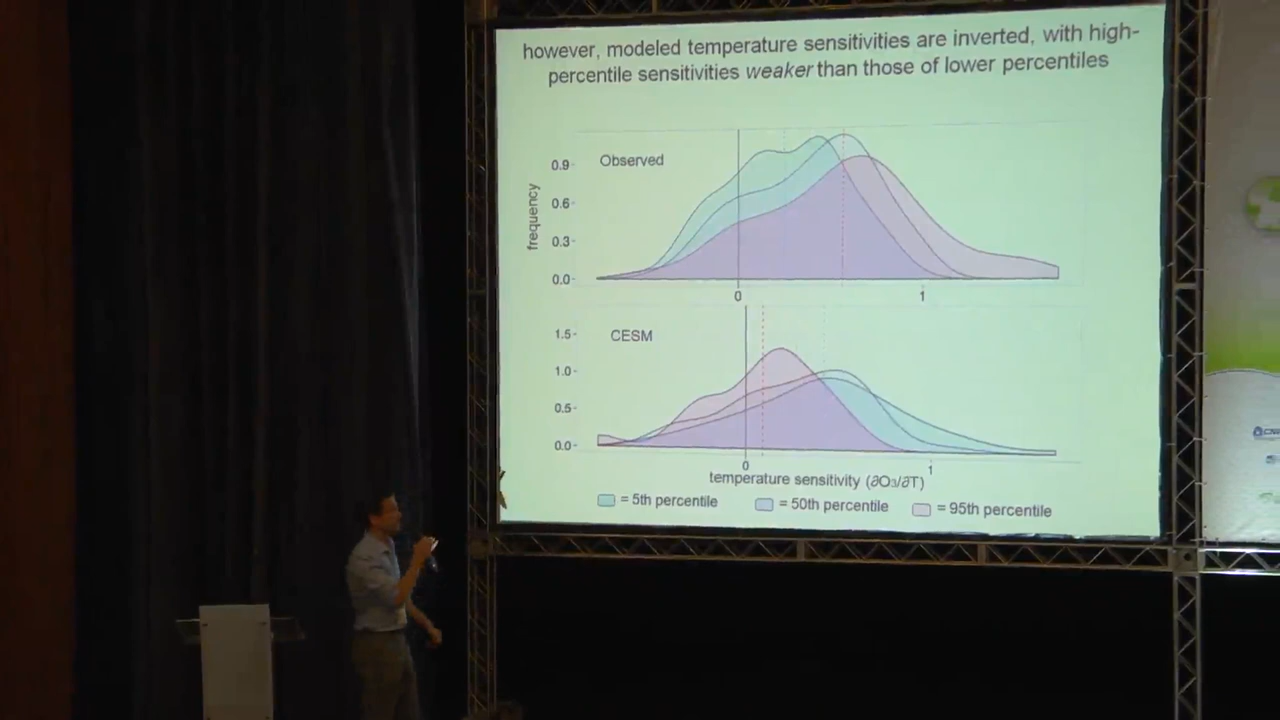 however, modeled temperature sensitivities are inverted, with high-
percentile sensitivities weaker than those of lower percentiles
Observed
frequency
0.9
0.6
0.3
0.0
0
1
CESM
1.5
1.0
0.5
0.0
0
1
temperature sensitivity (∂O₃/∂T)
= 5th percentile
= 50th percentile
= 95th percentile